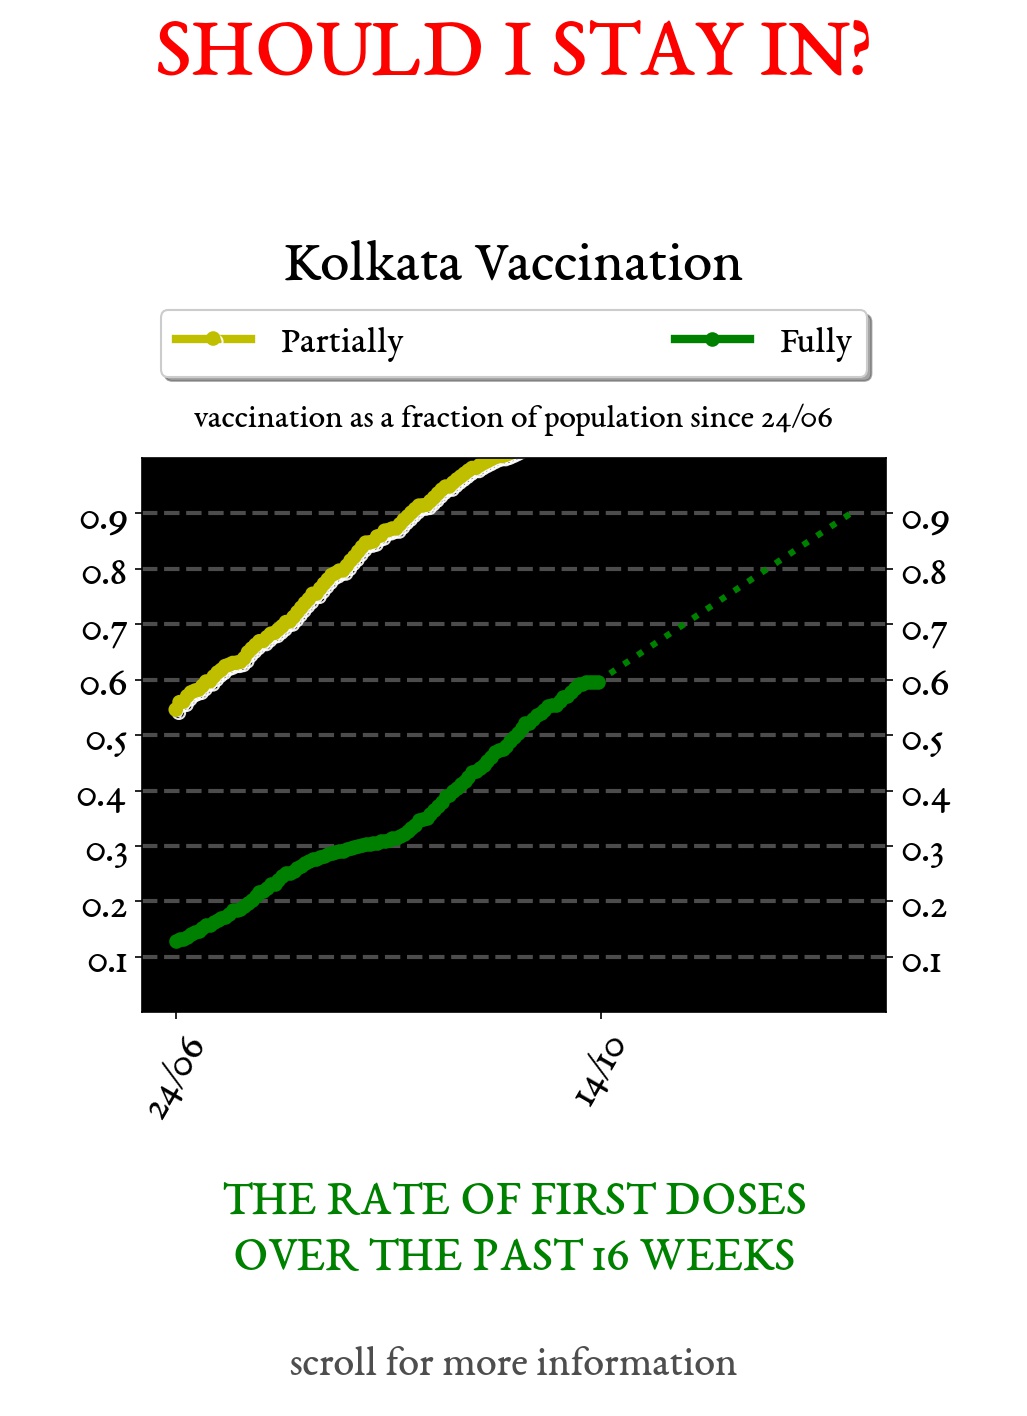 SHOULD I STAY IN?
Kolkata Vaccination
Partially Fully
vaccination as a fraction of population since 24/06
0.9 0.9
0.8 0.8
0.7 0.7
0.6 0.6
0.5 0.5
0.4 0.4
0.3 0.3
0.2 0.2
0.1 0.1
24/06 14/10
THE RATE OF FIRST DOSES
OVER THE PAST 16 WEEKS
scroll for more information